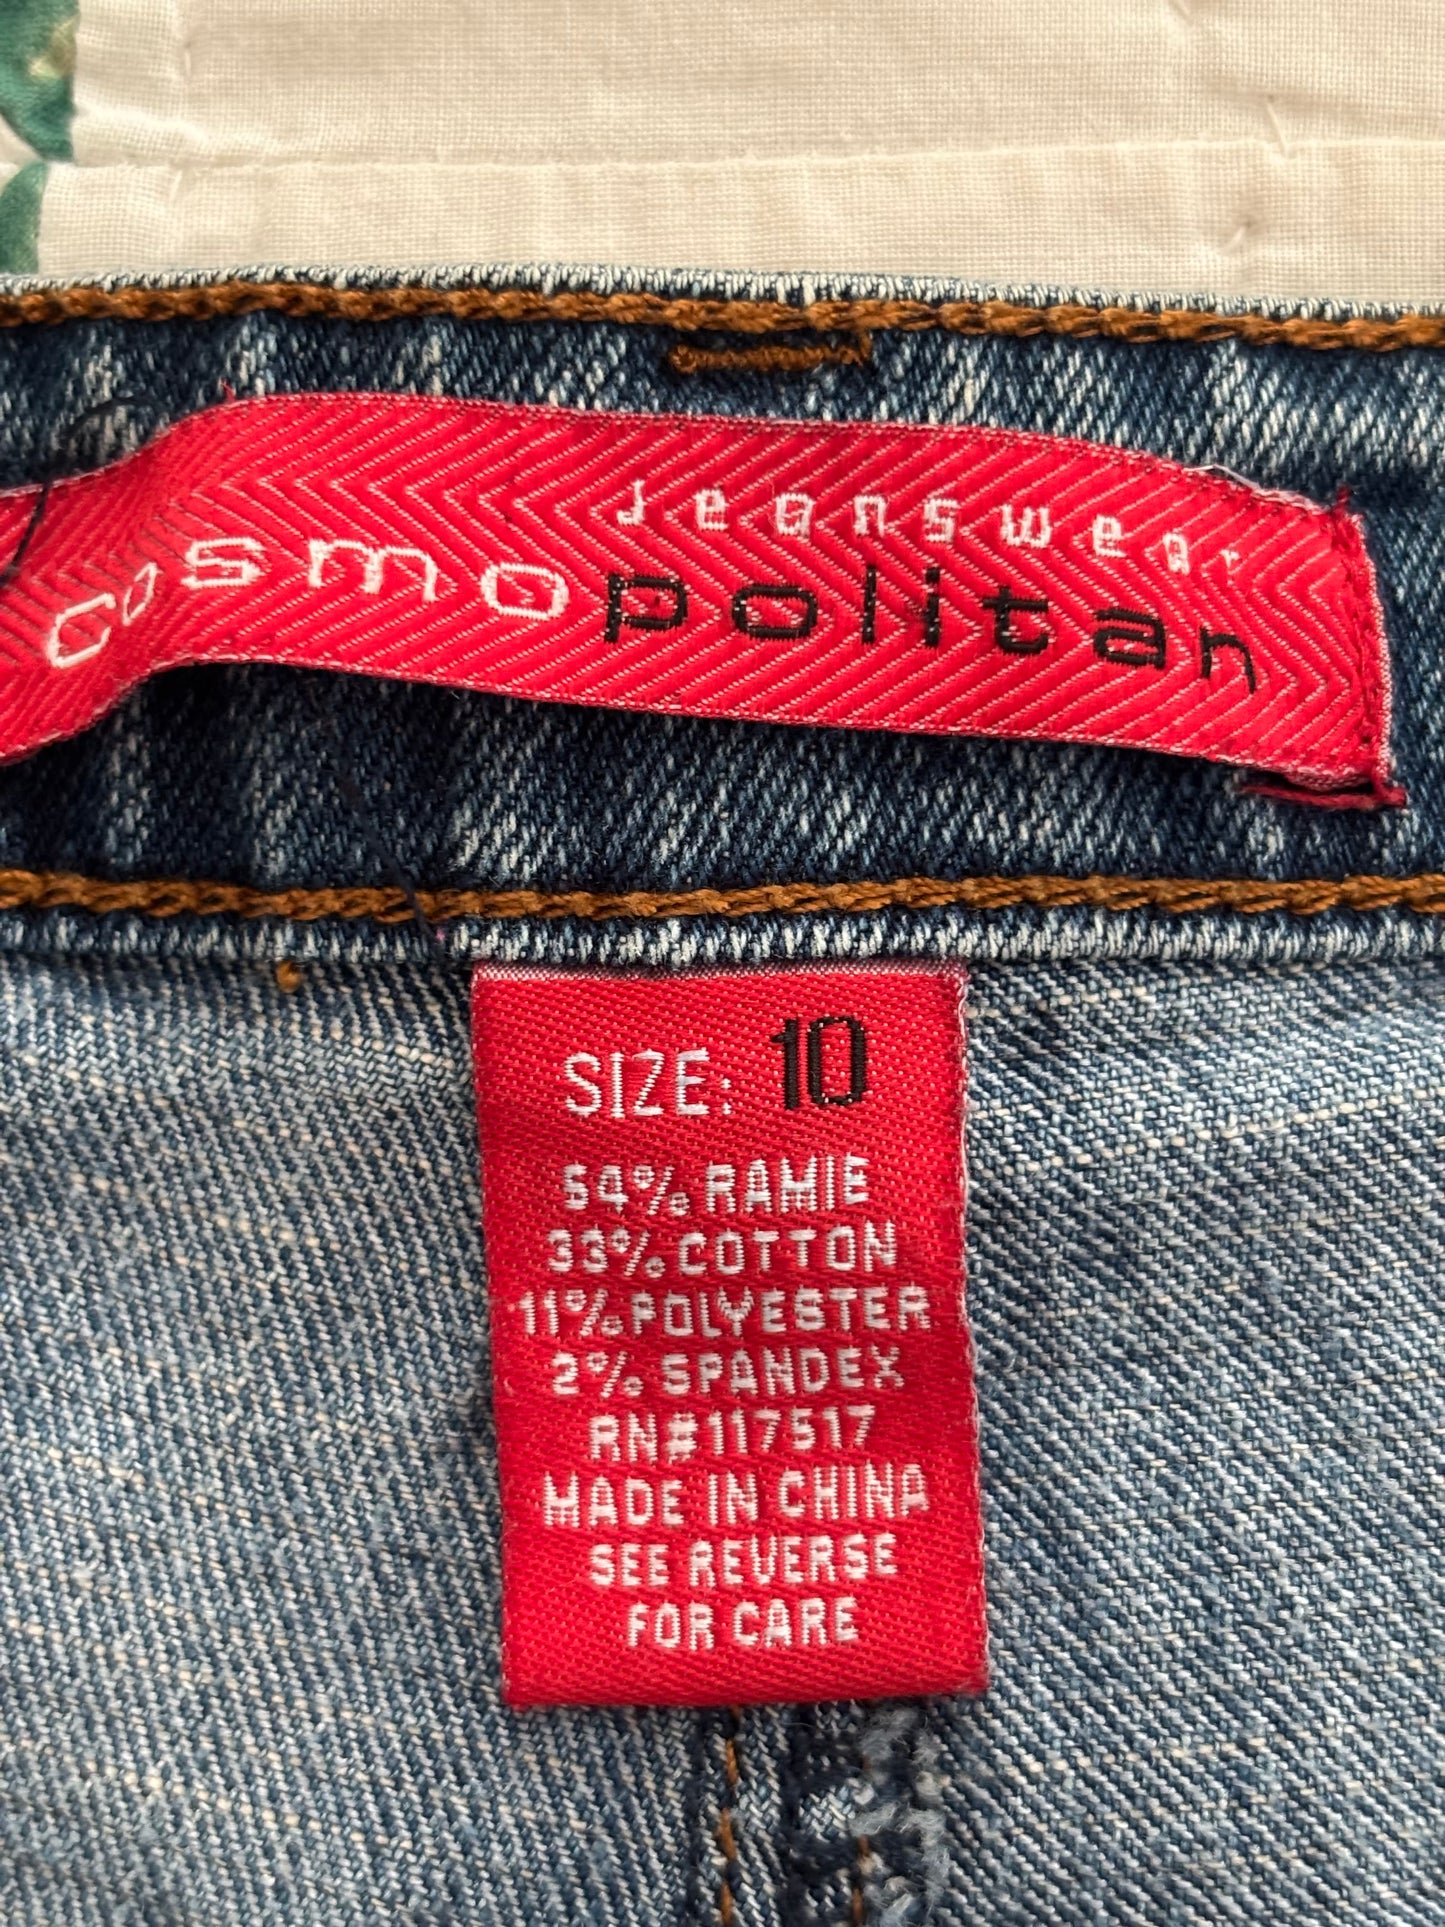 Jeanswear
cosmopolitan
SIZE: 10
54% RAMIE
33% COTTON
11% POLYESTER
2% SPANDEX
RN#117517
MADE IN CHINA
SEE REVERSE
FOR CARE